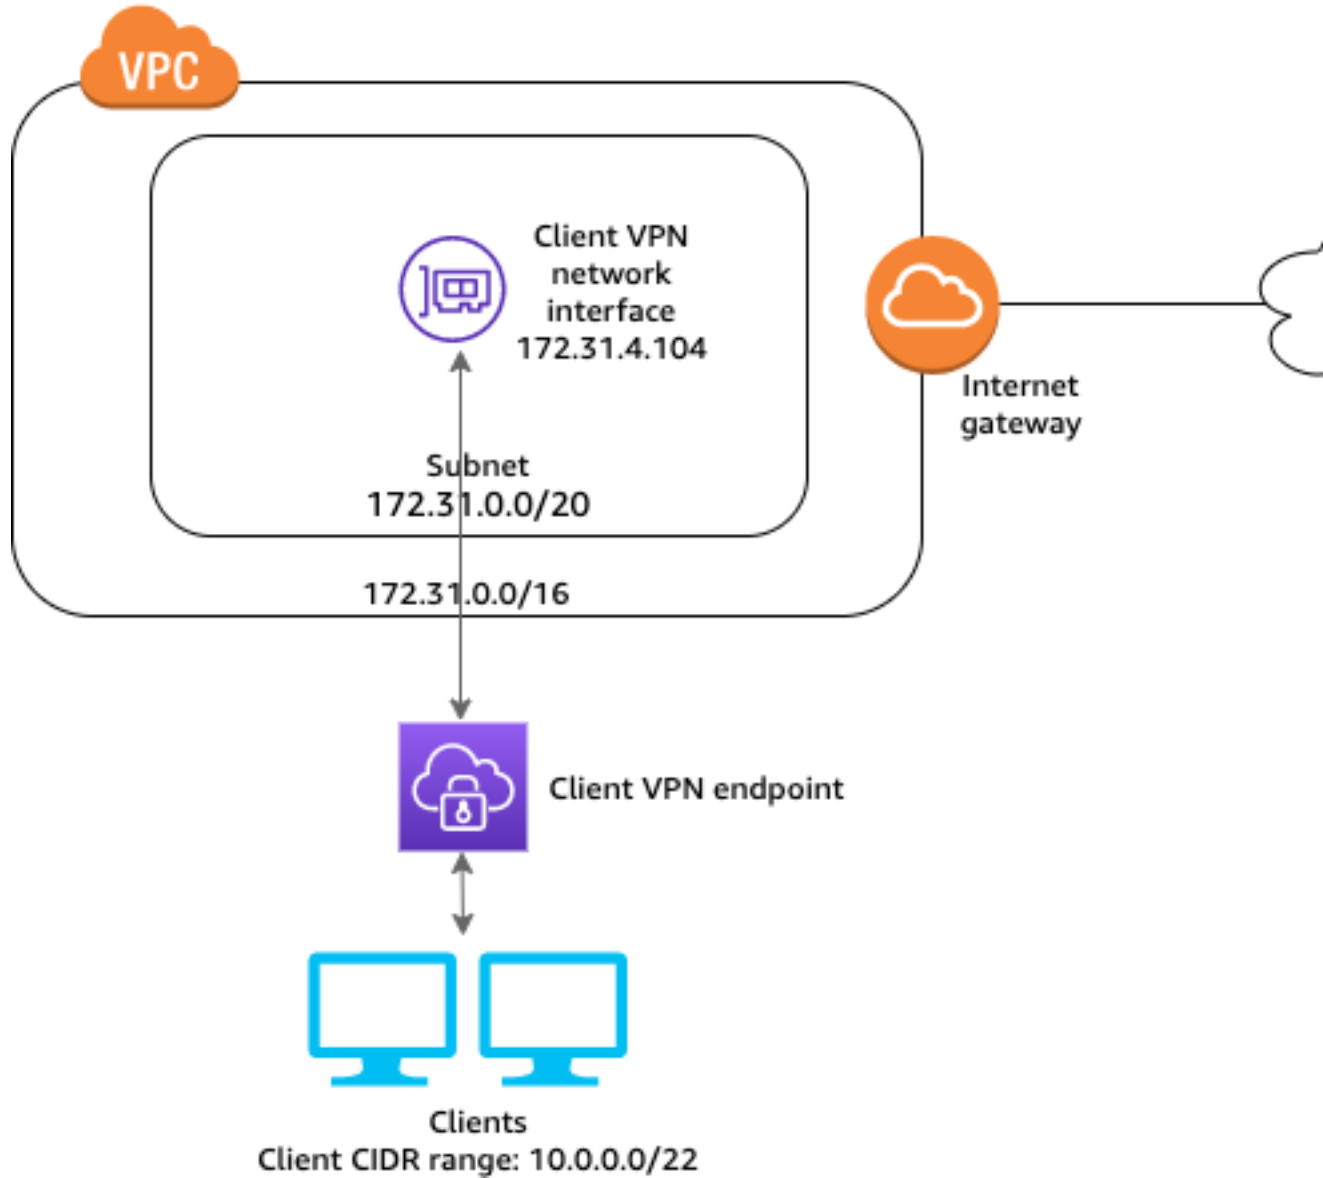 VPC
Client VPN
network
interface
172.31.4.104
Internet
gateway
Subnet
172.31.0.0/20
172.31.0.0/16
Client VPN endpoint
Clients
Client CIDR range: 10.0.0.0/22